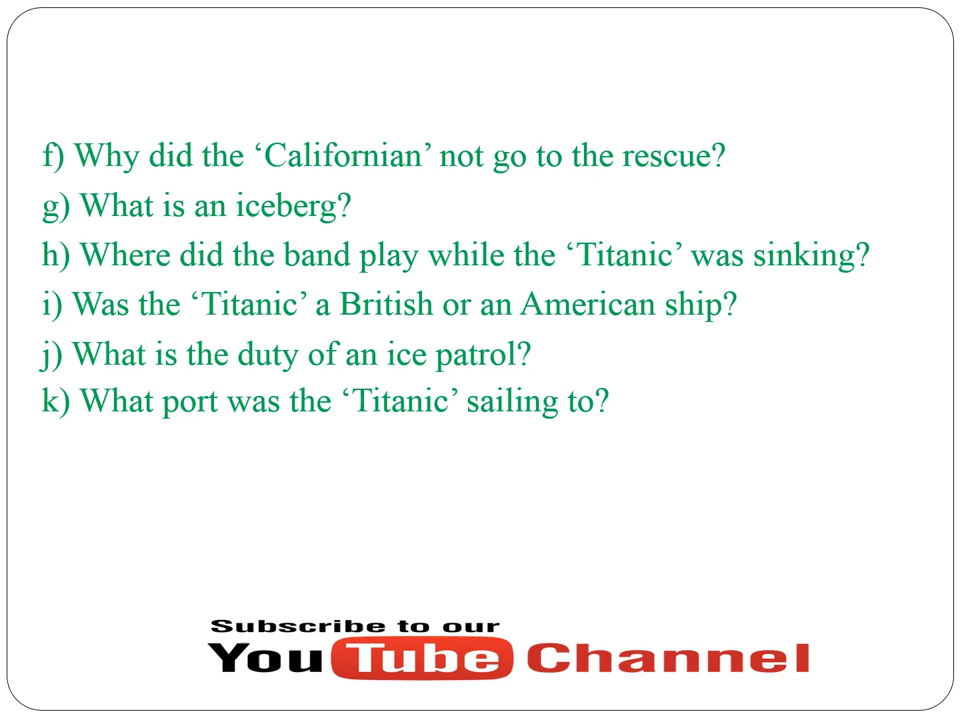 f) Why did the ‘Californian’ not go to the rescue?
g) What is an iceberg?
h) Where did the band play while the ‘Titanic’ was sinking?
i) Was the ‘Titanic’ a British or an American ship?
j) What is the duty of an ice patrol?
k) What port was the ‘Titanic’ sailing to?
Subscribe to our
YouTube Channel